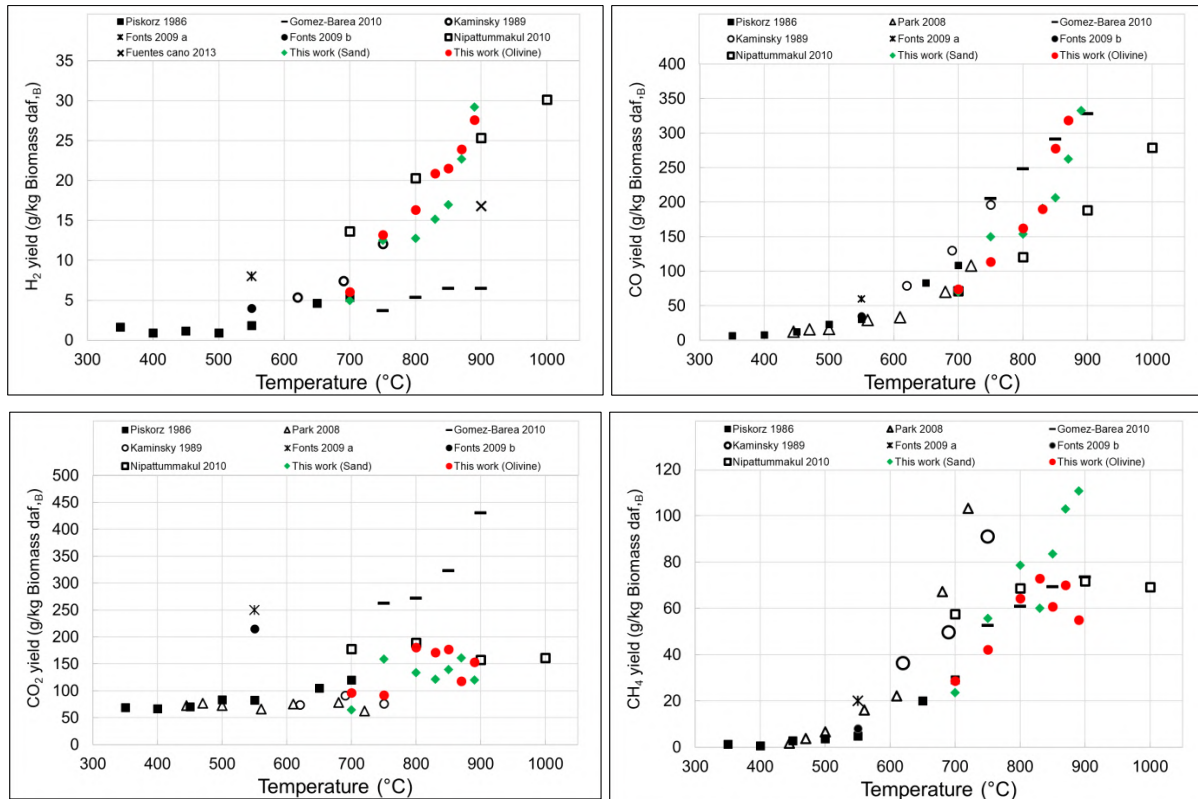 Piskorz 1986 Gomez-Barea 2010 Kaminsky 1989
Fonts 2009 a Fonts 2009 b Nipattummakul 2010
Fuentes cano 2013 This work (Sand) This work (Olivine)
35
30
25
20
15
10
5
0
H2 yield (g/kg Biomass daf,B)
300 400 500 600 700 800 900 1000
Temperature (°C)
Piskorz 1986 Park 2008 Gomez-Barea 2010
Kaminsky 1989 Fonts 2009 a Fonts 2009 b
Nipattummakul 2010 This work (Sand) This work (Olivine)
400
350
300
250
200
150
100
50
0
CO yield (g/kg Biomass daf,B)
300 400 500 600 700 800 900 1000
Temperature (°C)
Piskorz 1986 Park 2008 Gomez-Barea 2010
Kaminsky 1989 Fonts 2009 a Fonts 2009 b
Nipattummakul 2010 This work (Sand) This work (Olivine)
500
450
400
350
300
250
200
150
100
50
0
CO2 yield (g/kg Biomass daf,B)
300 400 500 600 700 800 900 1000
Temperature (°C)
Piskorz 1986 Park 2008 Gomez-Barea 2010
Kaminsky 1989 Fonts 2009 a Fonts 2009 b
Nipattummakul 2010 This work (Sand) This work (Olivine)
120
100
80
60
40
20
0
CH4 yield (g/kg Biomass daf,B)
300 400 500 600 700 800 900 1000
Temperature (°C)